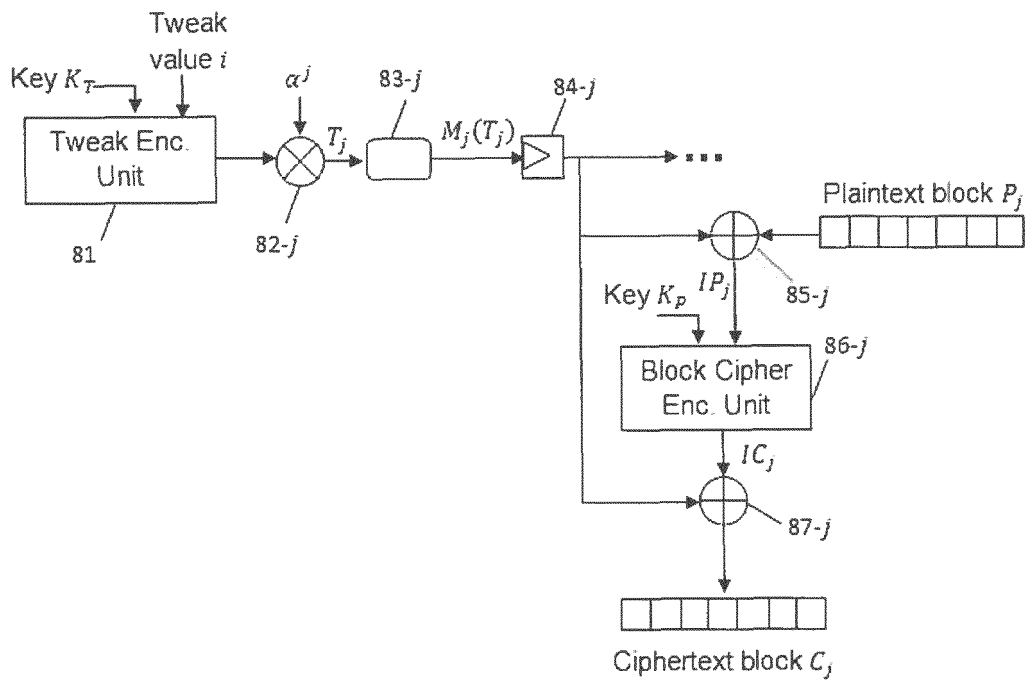 Tweak
value i
Key K_T
α^j
83-j
84-j
Tweak Enc.
Unit
T_j
M_j(T_j)
...
81
82-j
Plaintext block P_j
IP_j
85-j
Key K_p
86-j
Block Cipher
Enc. Unit
IC_j
87-j
Ciphertext block C_j